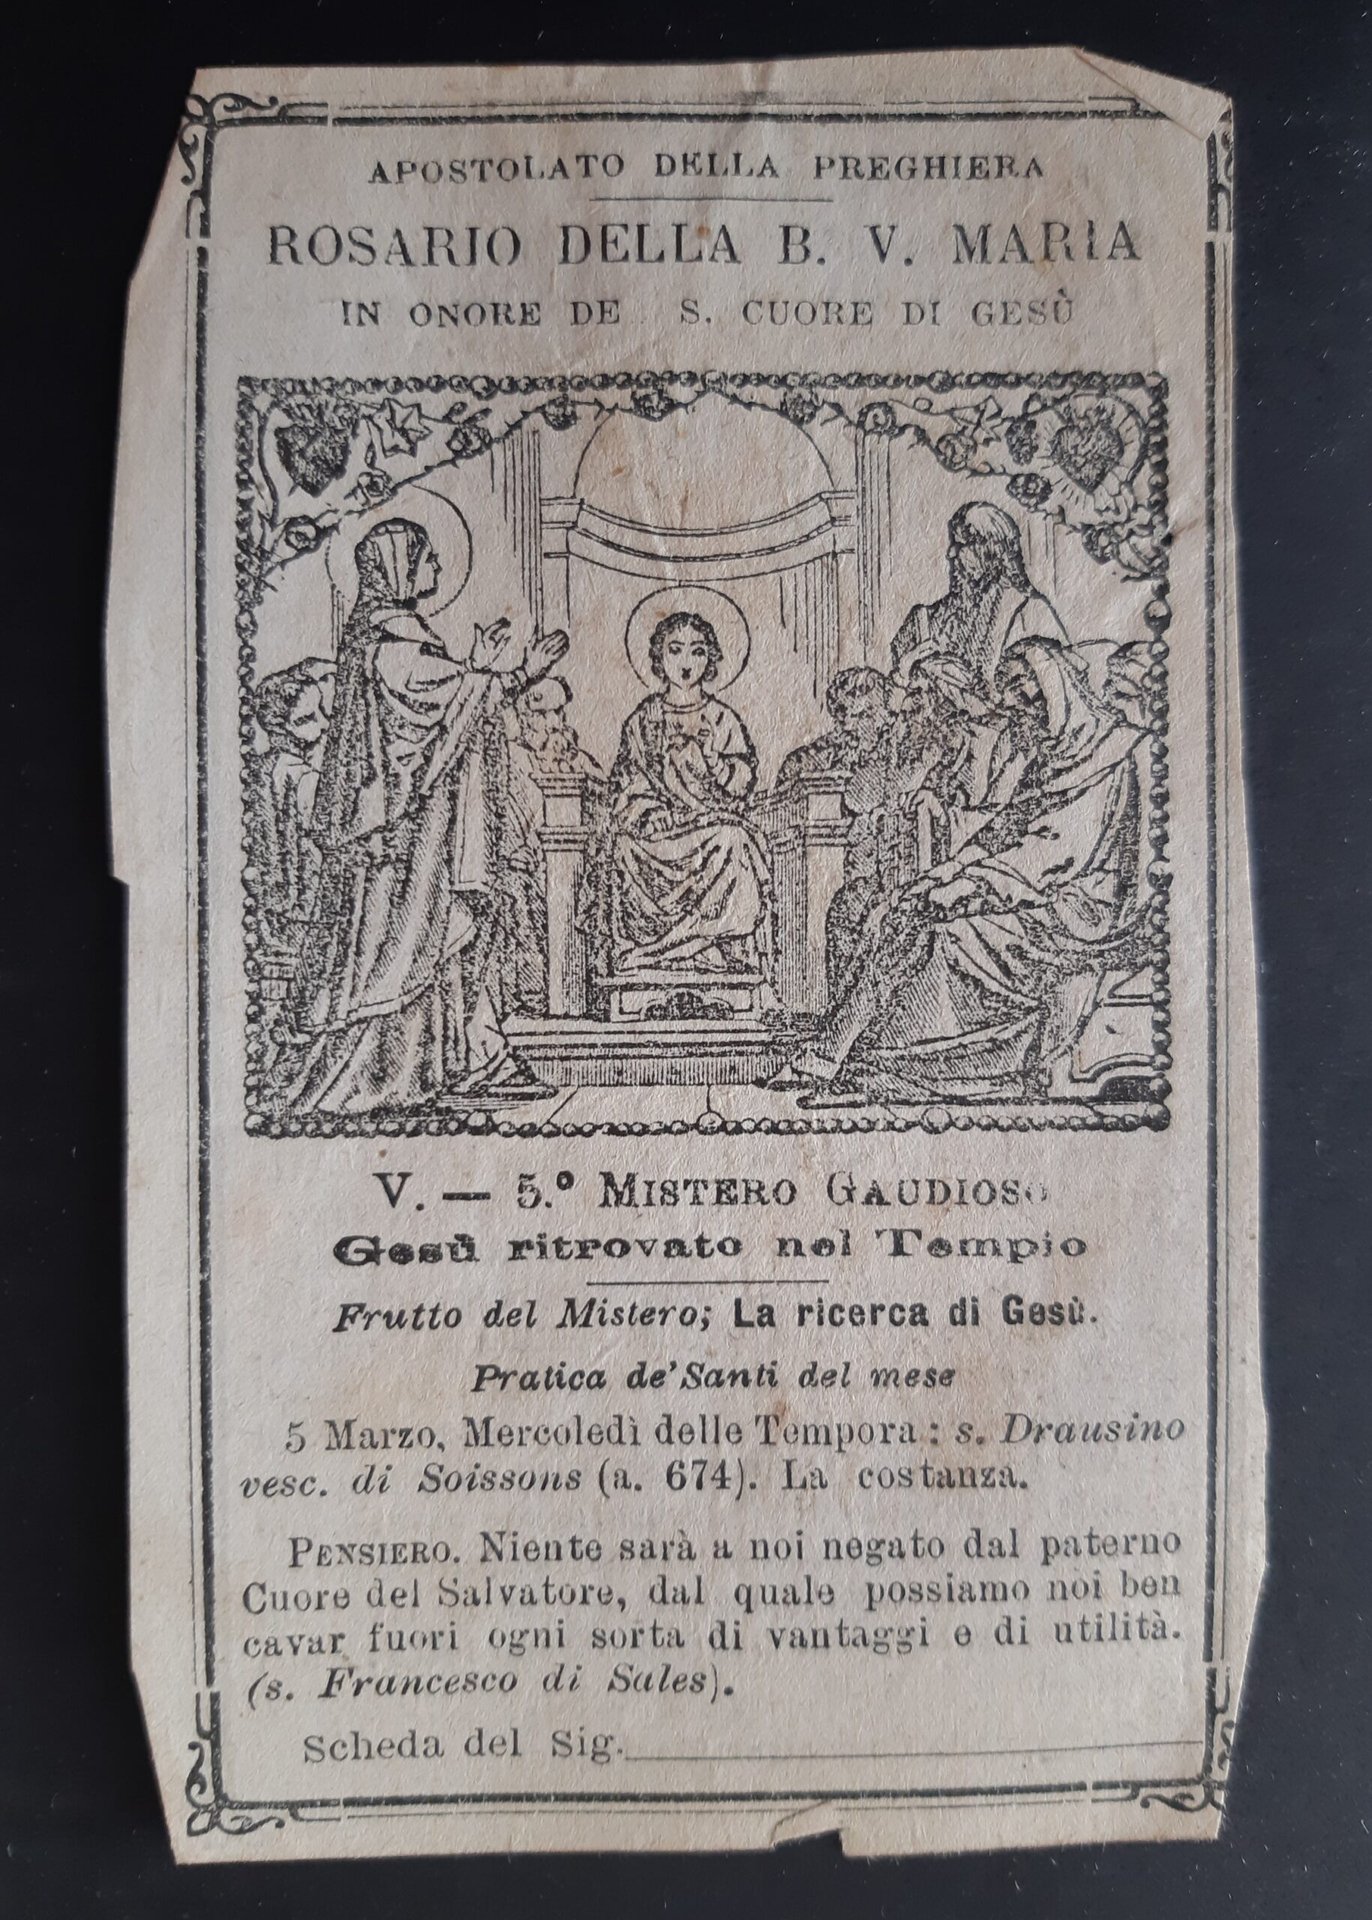 APOSTOLATO DELLA PREGHIERA
ROSARIO DELLA B. V. MARIA
IN ONORE DE S. CUORE DI GESÙ
V. — 5.º MISTERO GAUDIOSO
Gesù ritrovato nel Tempio
Frutto del Mistero; La ricerca di Gesù.
Pratica de' Santi del mese
5 Marzo, Mercoledì delle Tempora: s. Drausino
vesc. di Soissons (a. 674). La costanza.
PENSIERO. Niente sarà a noi negato dal paterno
Cuore del Salvatore, dal quale possiamo noi ben
cavar fuori ogni sorta di vantaggi e di utilità.
(s. Francesco di Sales).
Scheda del Sig.